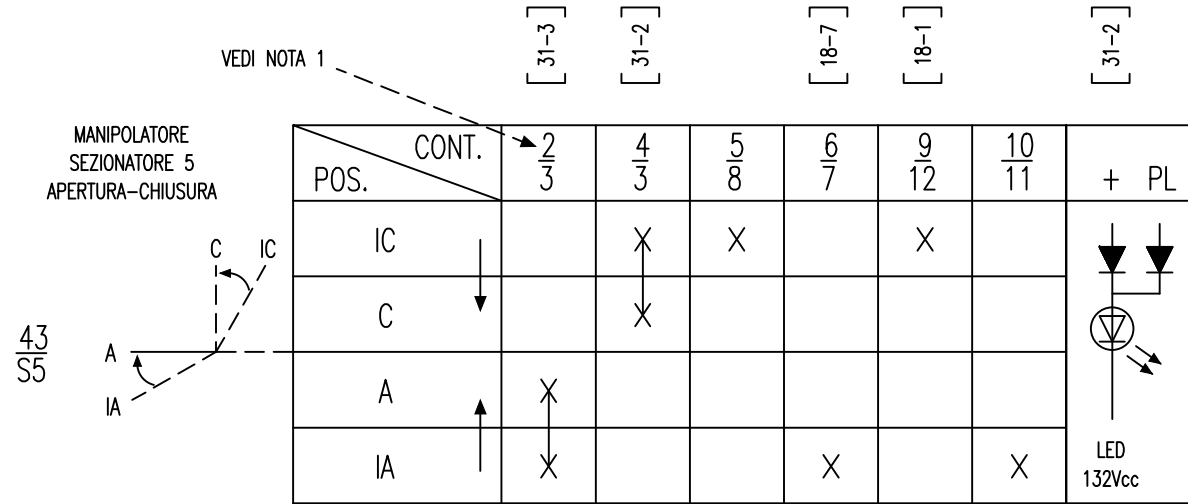 [31-3] [31-2] [18-7] [18-1] [31-2]
VEDI NOTA 1
MANIPOLATORE
SEZIONATORE 5
APERTURA-CHIUSURA
CONT.
POS.
2/3 4/3 5/8 6/7 9/12 10/11 + PL
IC X X X
C X
A X
IA X X X
C IC
A
IA
43
S5
LED
132Vcc